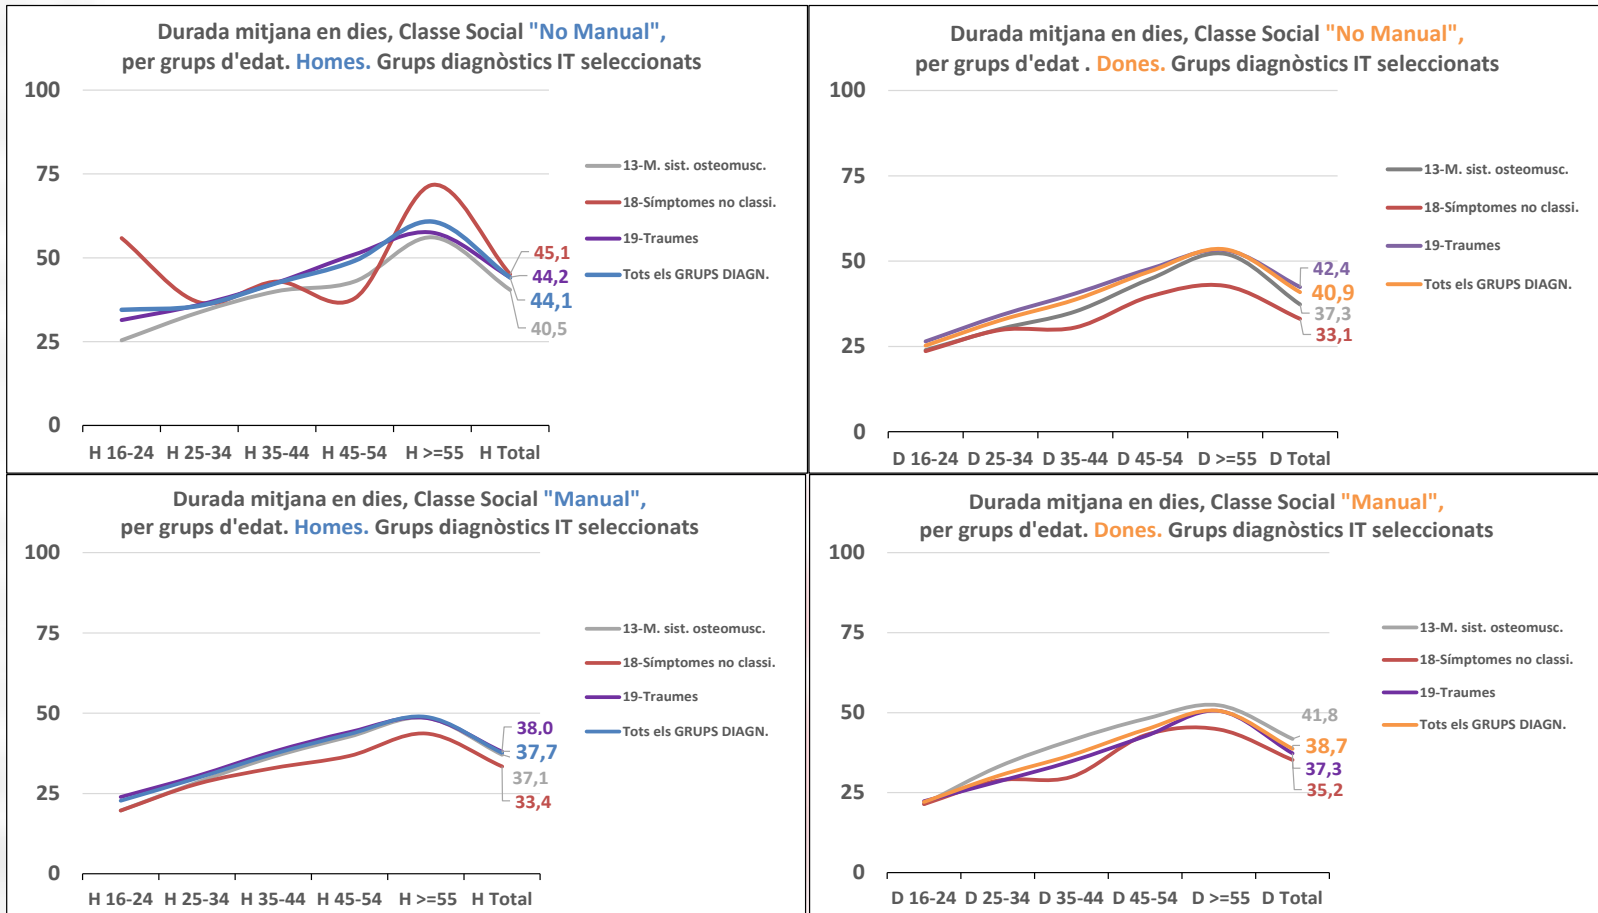 Durada mitjana en dies, Classe Social "No Manual",
per grups d'edat. Homes. Grups diagnòstics IT seleccionats
100
75
50
25
0
H 16-24 H 25-34 H 35-44 H 45-54 H >=55 H Total
13-M. sist. osteomusc.
18-Símptomes no classi.
19-Traumes
Tots els GRUPS DIAGN.
45,1
44,2
44,1
40,5
Durada mitjana en dies, Classe Social "No Manual",
per grups d'edat . Dones. Grups diagnòstics IT seleccionats
100
75
50
25
0
D 16-24 D 25-34 D 35-44 D 45-54 D >=55 D Total
13-M. sist. osteomusc.
18-Símptomes no classi.
19-Traumes
Tots els GRUPS DIAGN.
42,4
40,9
37,3
33,1
Durada mitjana en dies, Classe Social "Manual",
per grups d'edat. Homes. Grups diagnòstics IT seleccionats
100
75
50
25
0
H 16-24 H 25-34 H 35-44 H 45-54 H >=55 H Total
13-M. sist. osteomusc.
18-Símptomes no classi.
19-Traumes
Tots els GRUPS DIAGN.
38,0
37,7
37,1
33,4
Durada mitjana en dies, Classe Social "Manual",
per grups d'edat. Dones. Grups diagnòstics IT seleccionats
100
75
50
25
0
D 16-24 D 25-34 D 35-44 D 45-54 D >=55 D Total
13-M. sist. osteomusc.
18-Símptomes no classi.
19-Traumes
Tots els GRUPS DIAGN.
41,8
38,7
37,3
35,2